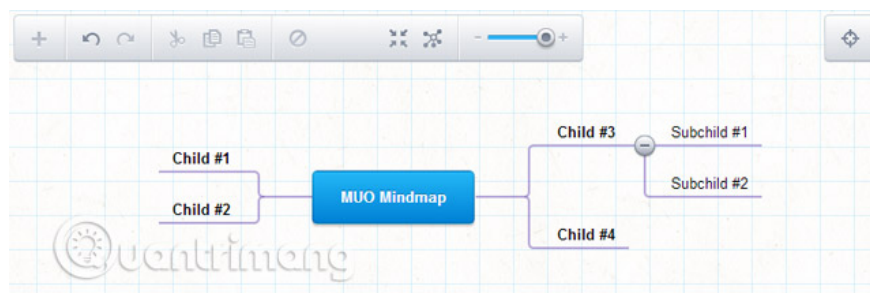 Child #1
Child #2
MUO Mindmap
Child #3
Subchild #1
Subchild #2
Child #4
Quantrimang